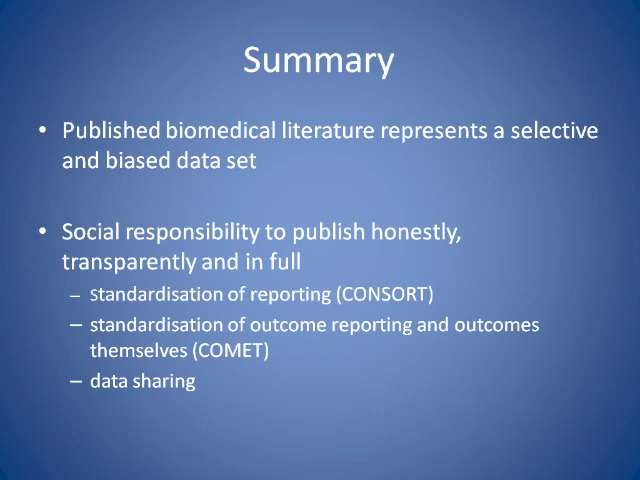 Summary
• Published biomedical literature represents a selective
and biased data set
• Social responsibility to publish honestly,
transparently and in full
– Standardisation of reporting (CONSORT)
– standardisation of outcome reporting and outcomes
themselves (COMET)
– data sharing